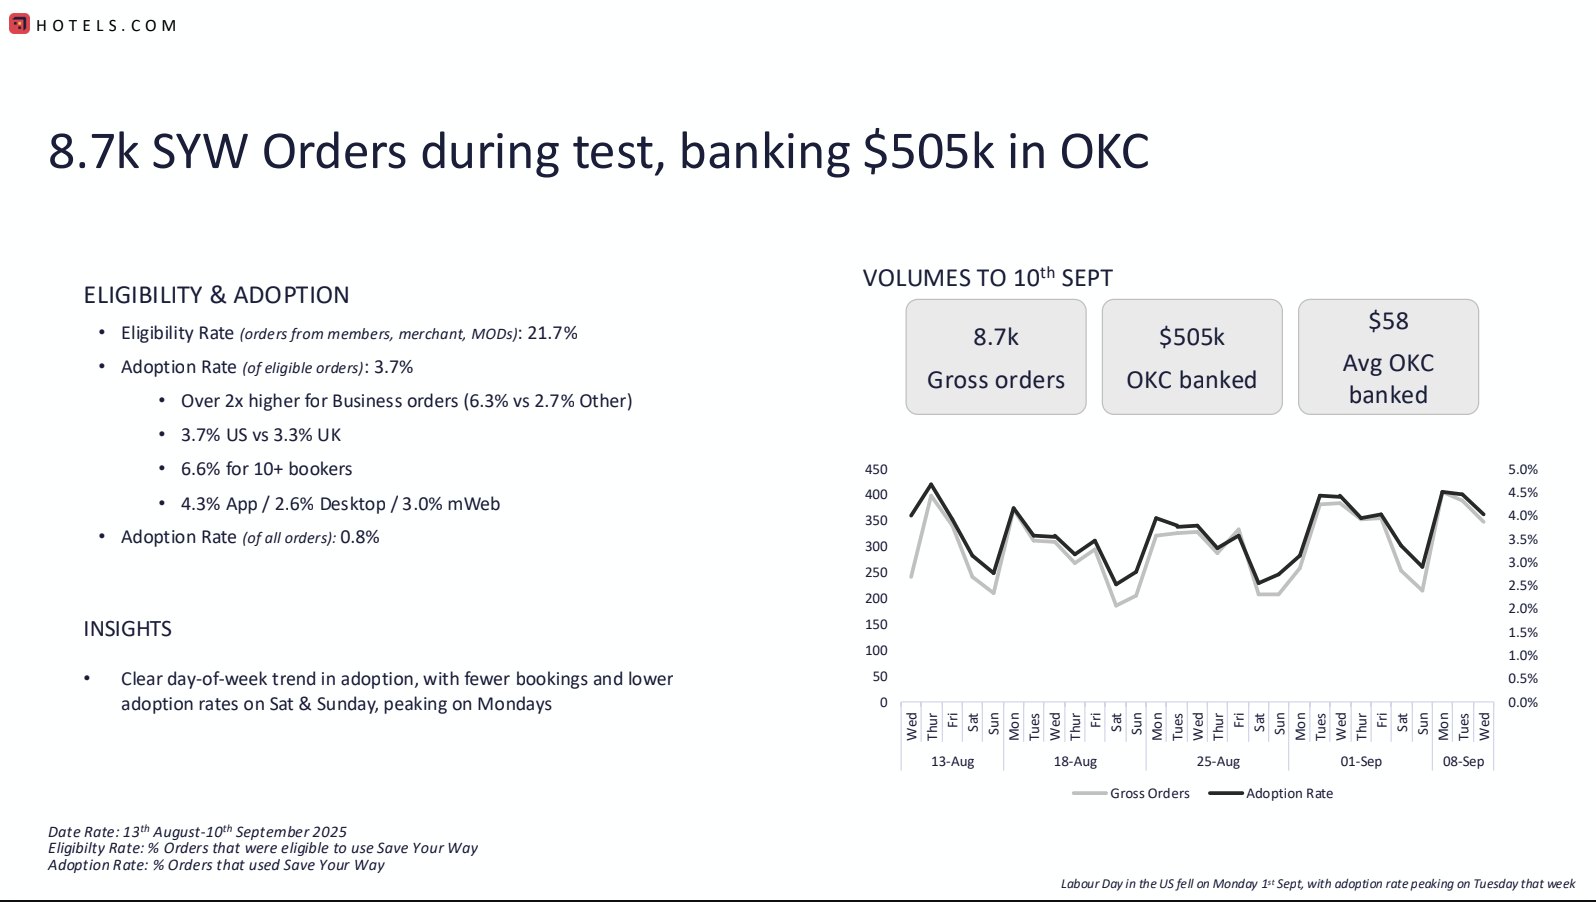 HOTELS.COM
8.7k SYW Orders during test, banking $505k in OKC
ELIGIBILITY & ADOPTION
• Eligibility Rate (orders from members, merchant, MODs): 21.7%
• Adoption Rate (of eligible orders): 3.7%
• Over 2x higher for Business orders (6.3% vs 2.7% Other)
• 3.7% US vs 3.3% UK
• 6.6% for 10+ bookers
• 4.3% App / 2.6% Desktop / 3.0% mWeb
• Adoption Rate (of all orders): 0.8%
INSIGHTS
• Clear day-of-week trend in adoption, with fewer bookings and lower
adoption rates on Sat & Sunday, peaking on Mondays
VOLUMES TO 10th SEPT
8.7k
Gross orders
$505k
OKC banked
$58
Avg OKC
banked
450
400
350
300
250
200
150
100
50
0
5.0%
4.5%
4.0%
3.5%
3.0%
2.5%
2.0%
1.5%
1.0%
0.5%
0.0%
Wed Thur Fri Sat Sun Mon Tues Wed Thur Fri Sat Sun Mon Tues Wed Thur Fri Sat Sun Mon Tues Wed Thur Fri Sat Sun Mon Tues Wed
13-Aug 18-Aug 25-Aug 01-Sep 08-Sep
Gross Orders Adoption Rate
Date Rate: 13th August-10th September 2025
Eligibilty Rate: % Orders that were eligible to use Save Your Way
Adoption Rate: % Orders that used Save Your Way
Labour Day in the US fell on Monday 1st Sept, with adoption rate peaking on Tuesday that week